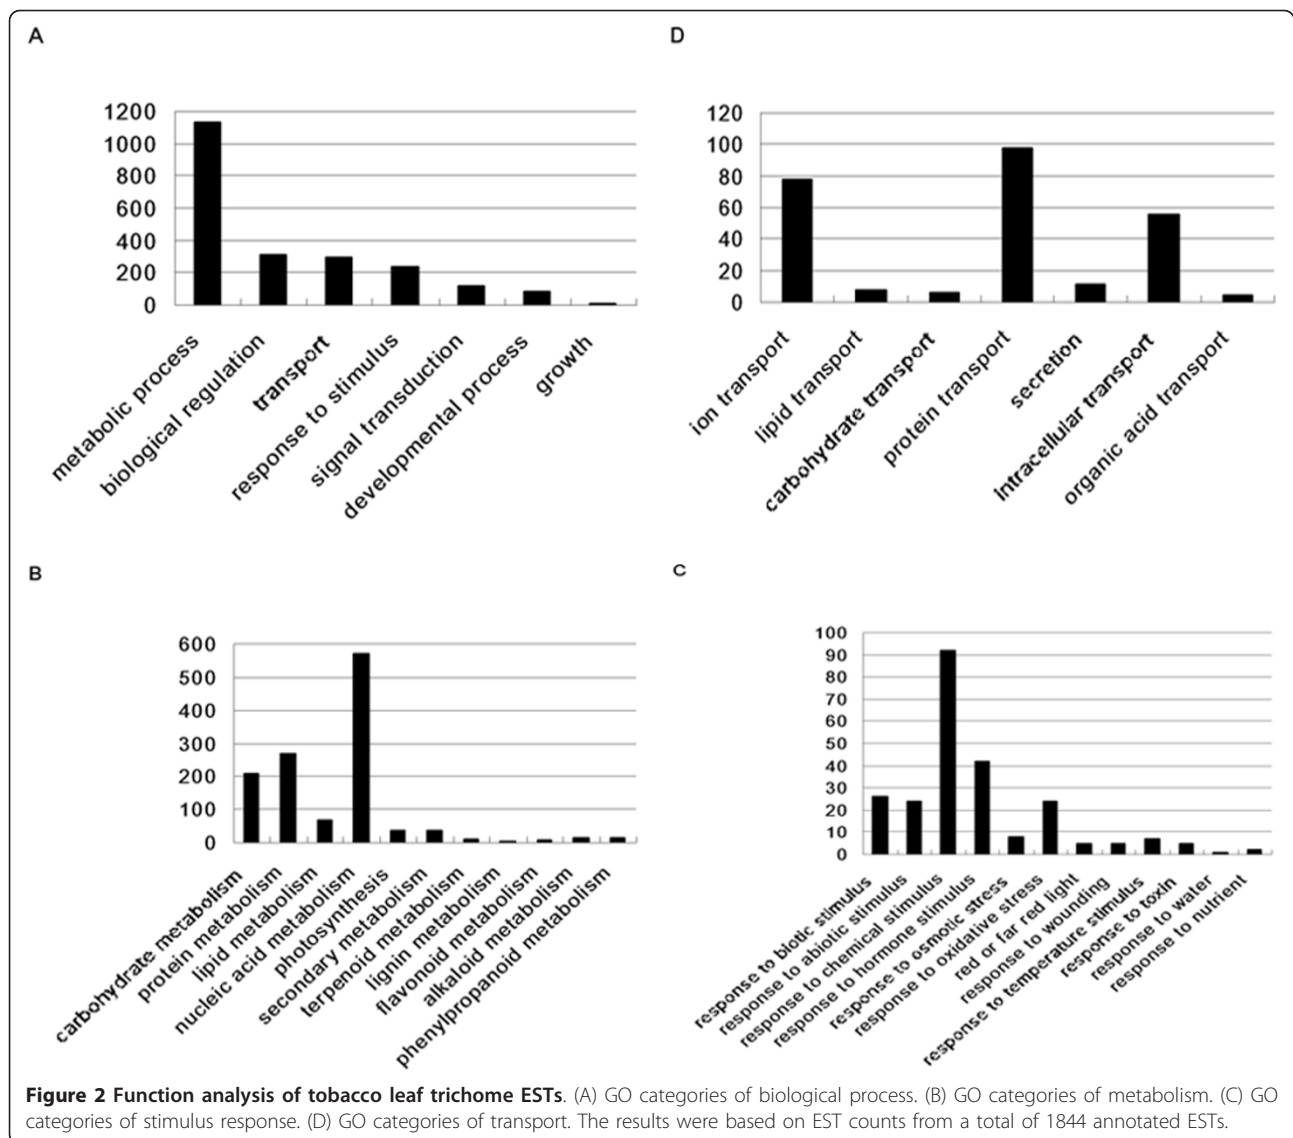 A
1200
1000
800
600
400
200
0
metabolic process
biological regulation
transport
response to stimulus
signal transduction
developmental process
growth
D
120
100
80
60
40
20
0
ion transport
lipid transport
carbohydrate transport
protein transport
secretion
Intracellular transport
organic acid transport
B
600
500
400
300
200
100
0
carbohydrate metabolism
protein metabolism
lipid metabolism
nucleic acid metabolism
photosynthesis
secondary metabolism
terpenoid metabolism
lignin metabolism
flavonoid metabolism
alkaloid metabolism
phenylpropanoid metabolism
C
100
90
80
70
60
50
40
30
20
10
0
response to biotic stimulus
response to abiotic stimulus
response to chemical stimulus
response to hormone stimulus
response to osmotic stress
response to oxidative stress
red or far red light
response to wounding
response to temperature stimulus
response to toxin
response to water
response to nutrient
Figure 2 Function analysis of tobacco leaf trichome ESTs. (A) GO categories of biological process. (B) GO categories of metabolism. (C) GO
categories of stimulus response. (D) GO categories of transport. The results were based on EST counts from a total of 1844 annotated ESTs.